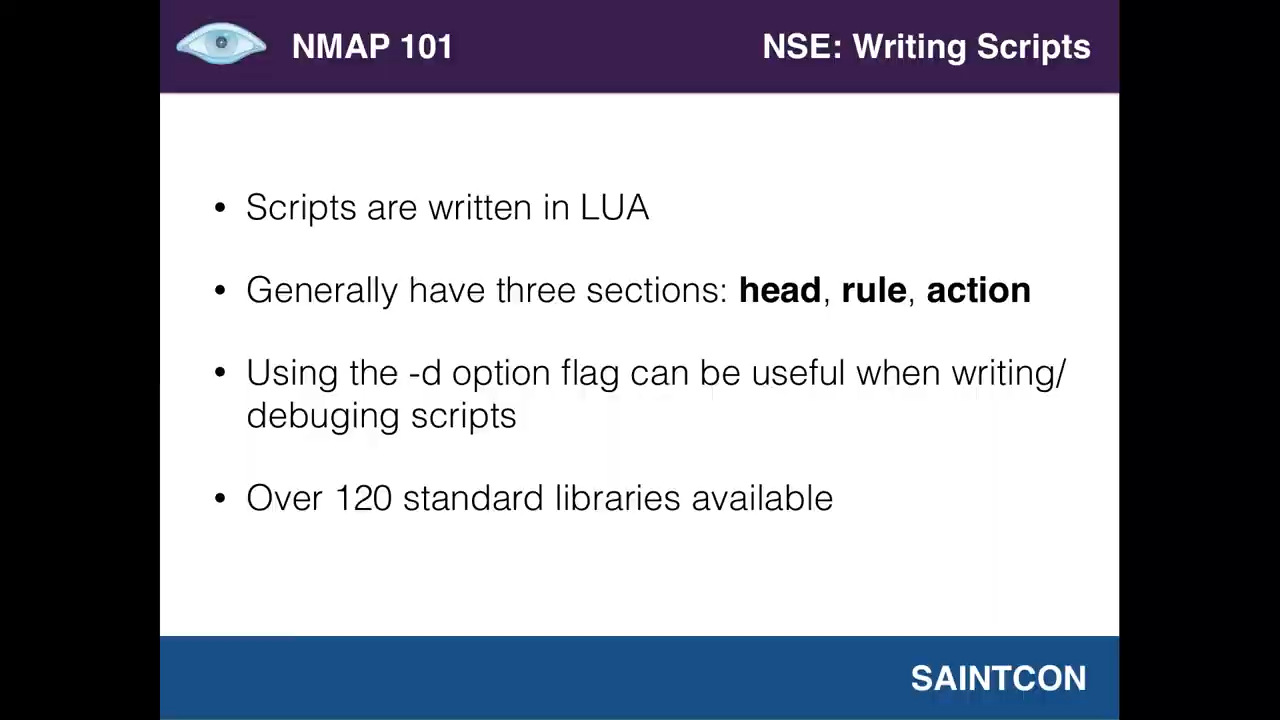 NMAP 101
NSE: Writing Scripts
• Scripts are written in LUA
• Generally have three sections: head, rule, action
• Using the -d option flag can be useful when writing/
debuging scripts
• Over 120 standard libraries available
SAINTCON